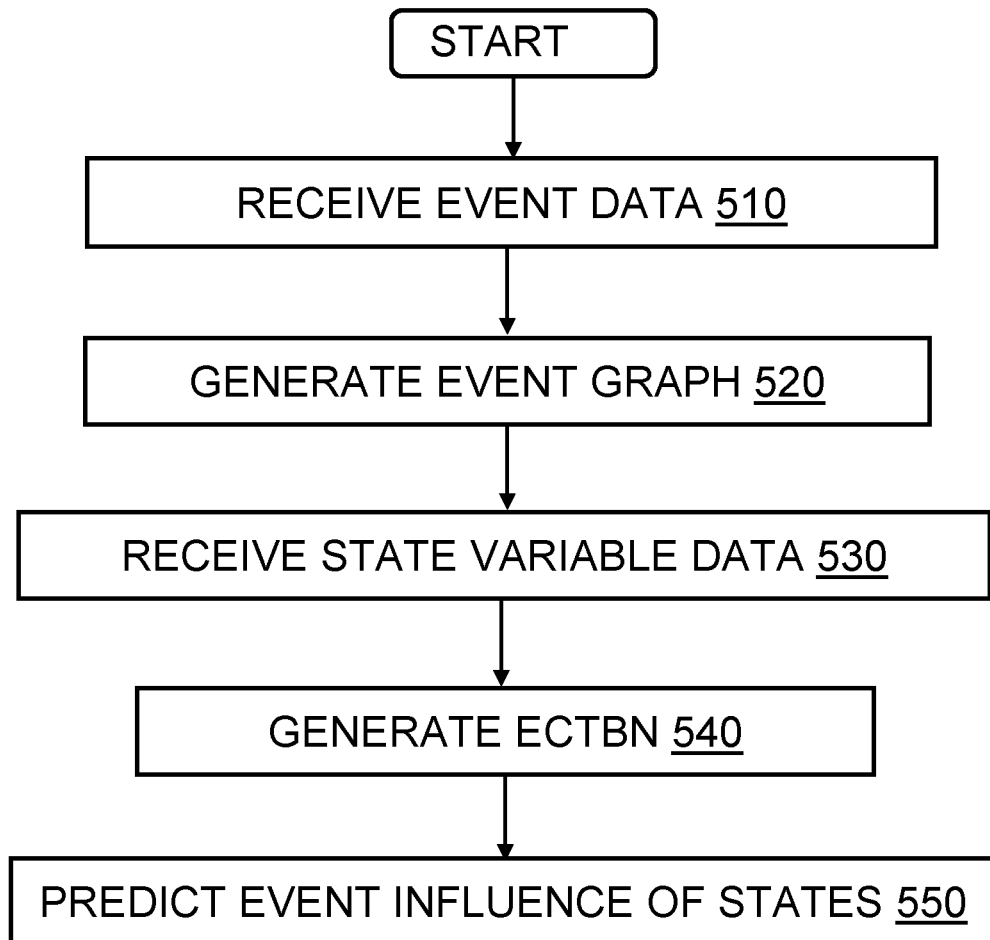 START
RECEIVE EVENT DATA 510
GENERATE EVENT GRAPH 520
RECEIVE STATE VARIABLE DATA 530
GENERATE ECTBN 540
PREDICT EVENT INFLUENCE OF STATES 550